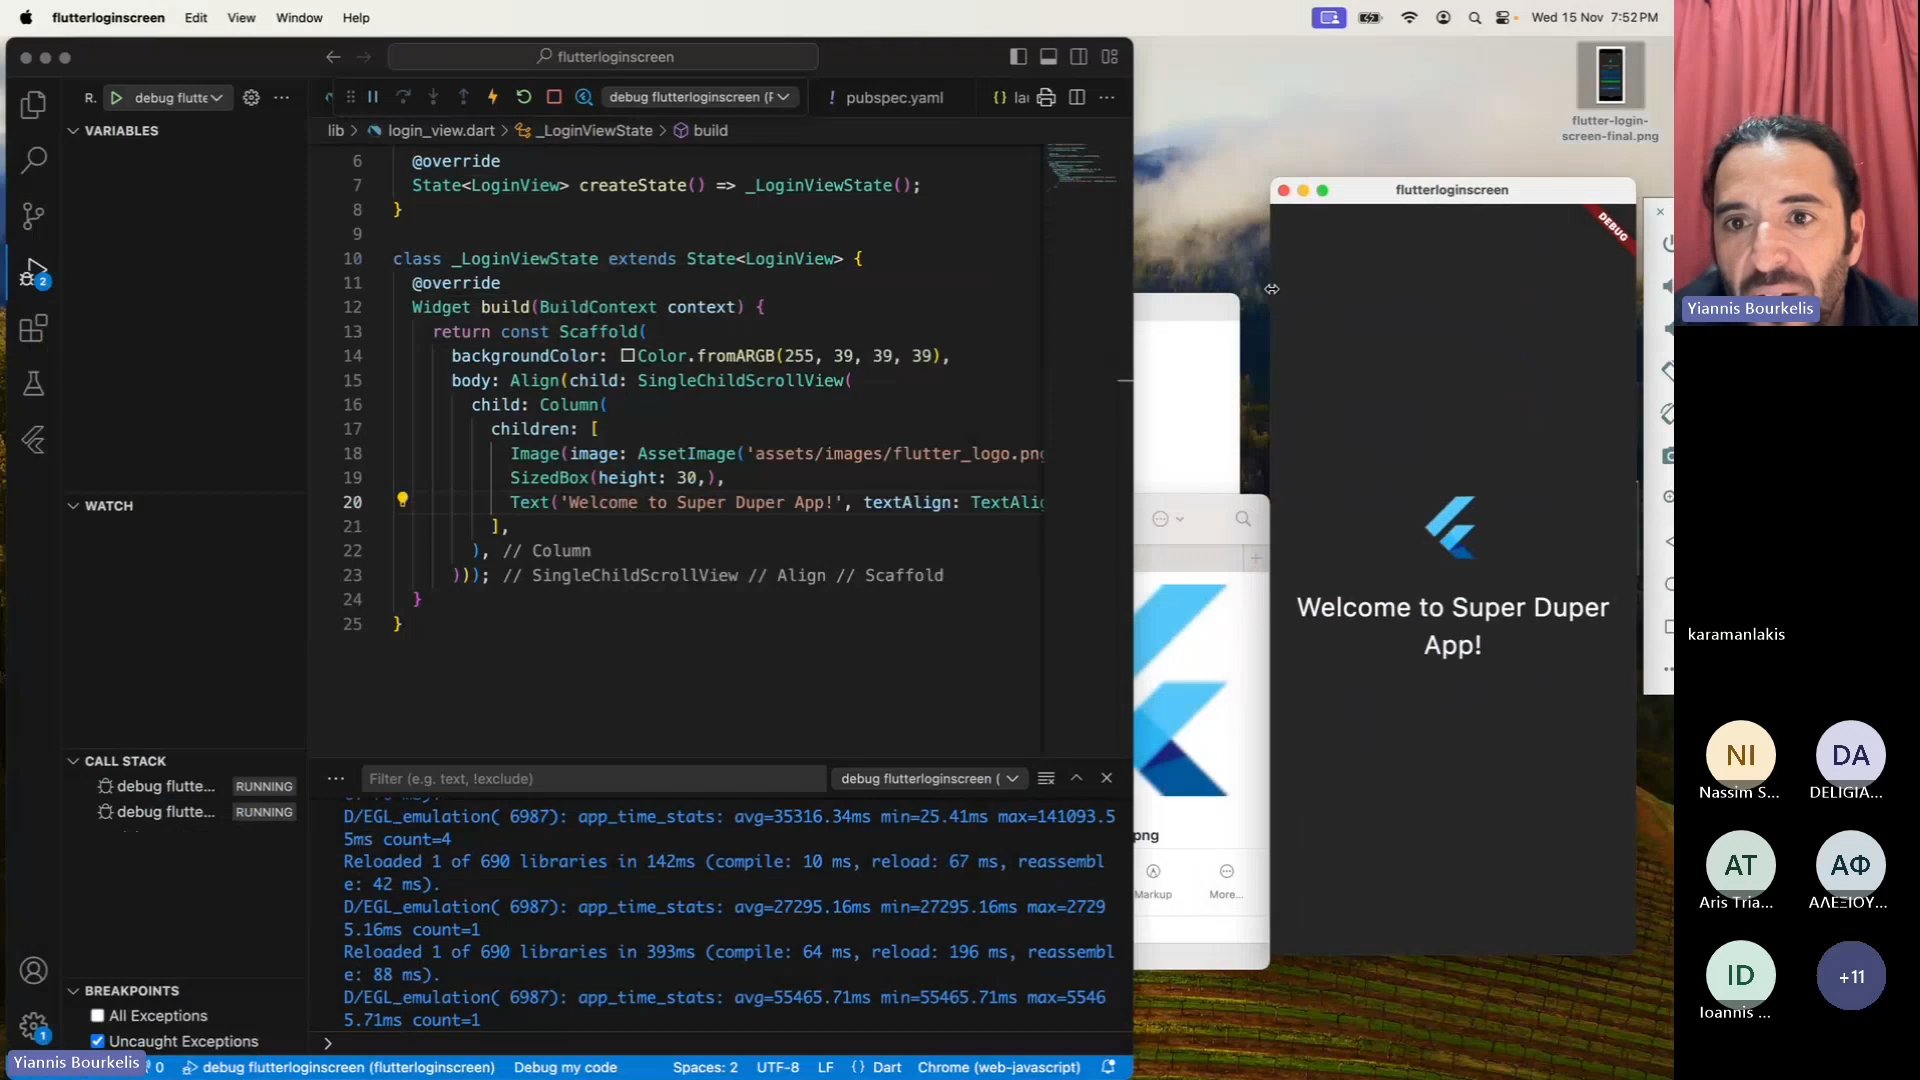 flutterloginscreen Edit View Window Help
Wed 15 Nov 7:52 PM
flutterloginscreen
R. debug flutte
debug flutterloginscreen (F
! pubspec.yaml
{ } lau
VARIABLES
lib > login_view.dart > _LoginViewState > build
6 @override
7 State<LoginView> createState() => _LoginViewState();
8 }
9
10 class _LoginViewState extends State<LoginView> {
11 @override
12 Widget build(BuildContext context) {
13 return const Scaffold(
14 backgroundColor: Color.fromARGB(255, 39, 39, 39),
15 body: Align(child: SingleChildScrollView(
16 child: Column(
17 children: [
18 Image(image: AssetImage('assets/images/flutter_logo.png
19 SizedBox(height: 30,),
20 Text('Welcome to Super Duper App!', textAlign: TextAlig
21 ],
22 ), // Column
23 ))); // SingleChildScrollView // Align // Scaffold
24 }
25 }
WATCH
CALL STACK
debug flutte... RUNNING
debug flutte... RUNNING
BREAKPOINTS
All Exceptions
Uncaught Exceptions
2
1
Filter (e.g. text, !exclude)
debug flutterloginscreen (
D/EGL_emulation( 6987): app_time_stats: avg=35316.34ms min=25.41ms max=141093.5
5ms count=4
Reloaded 1 of 690 libraries in 142ms (compile: 10 ms, reload: 67 ms, reassembl
e: 42 ms).
D/EGL_emulation( 6987): app_time_stats: avg=27295.16ms min=27295.16ms max=2729
5.16ms count=1
Reloaded 1 of 690 libraries in 393ms (compile: 64 ms, reload: 196 ms, reassembl
e: 88 ms).
D/EGL_emulation( 6987): app_time_stats: avg=55465.71ms min=55465.71ms max=5546
5.71ms count=1
Yiannis Bourkelis
0 debug flutterloginscreen (flutterloginscreen) Debug my code Spaces: 2 UTF-8 LF { } Dart Chrome (web-javascript)
png
Markup
More...
flutter-login-
screen-final.png
flutterloginscreen
DEBUG
Welcome to Super Duper
App!
Yiannis Bourkelis
karamanlakis
NI
Nassim S...
DA
DELIGIA...
AT
Aris Tria...
ΑΦ
ΑΛΕΞΙΟΥ...
ID
Ioannis ...
+11